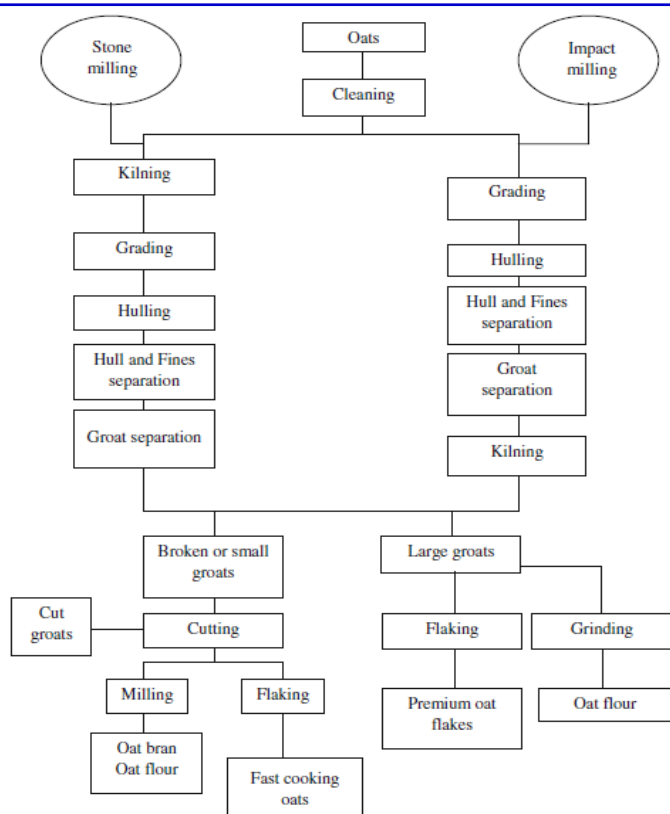 Stone
milling
Oats
Impact
milling
Cleaning
Kilning
Grading
Hulling
Hull and Fines
separation
Groat separation
Grading
Hulling
Hull and Fines
separation
Groat
separation
Kilning
Broken or small
groats
Large groats
Cut
groats
Cutting
Flaking
Grinding
Milling
Flaking
Premium oat
flakes
Oat flour
Oat bran
Oat flour
Fast cooking
oats